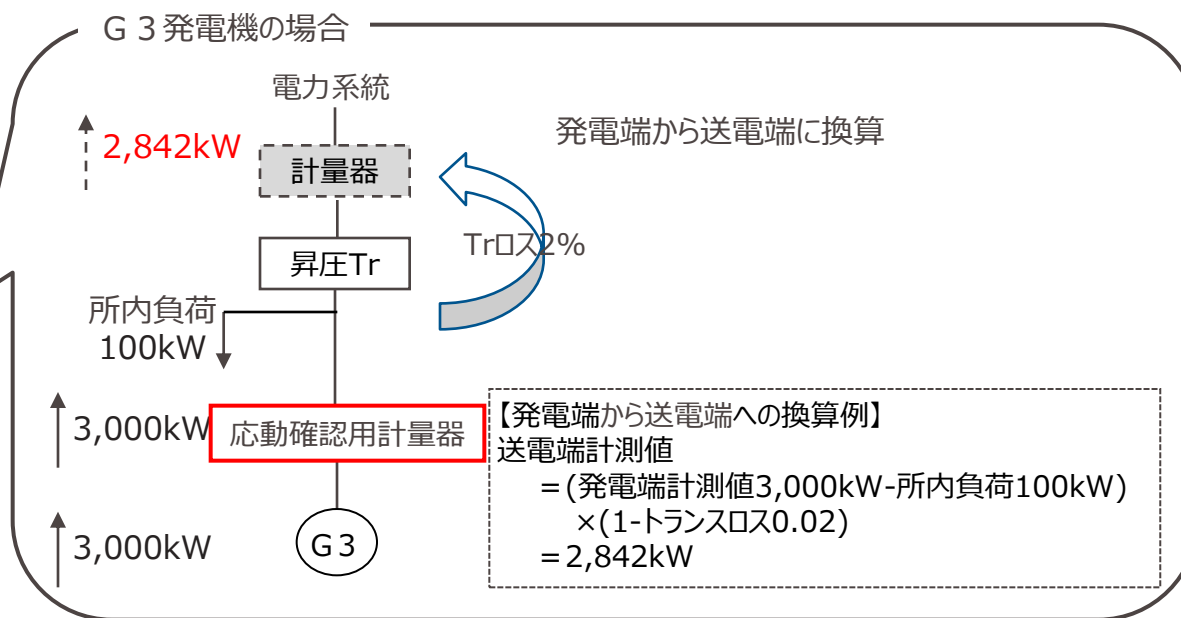 G３発電機の場合
電力系統
2,842kW
計量器
発電端から送電端に換算
Trロス2%
昇圧Tr
所内負荷
100kW
3,000kW
応動確認用計量器
【発電端から送電端への換算例】
送電端計測値
＝(発電端計測値3,000kW-所内負荷100kW)
×(1-トランスロス0.02)
＝2,842kW
3,000kW
G３